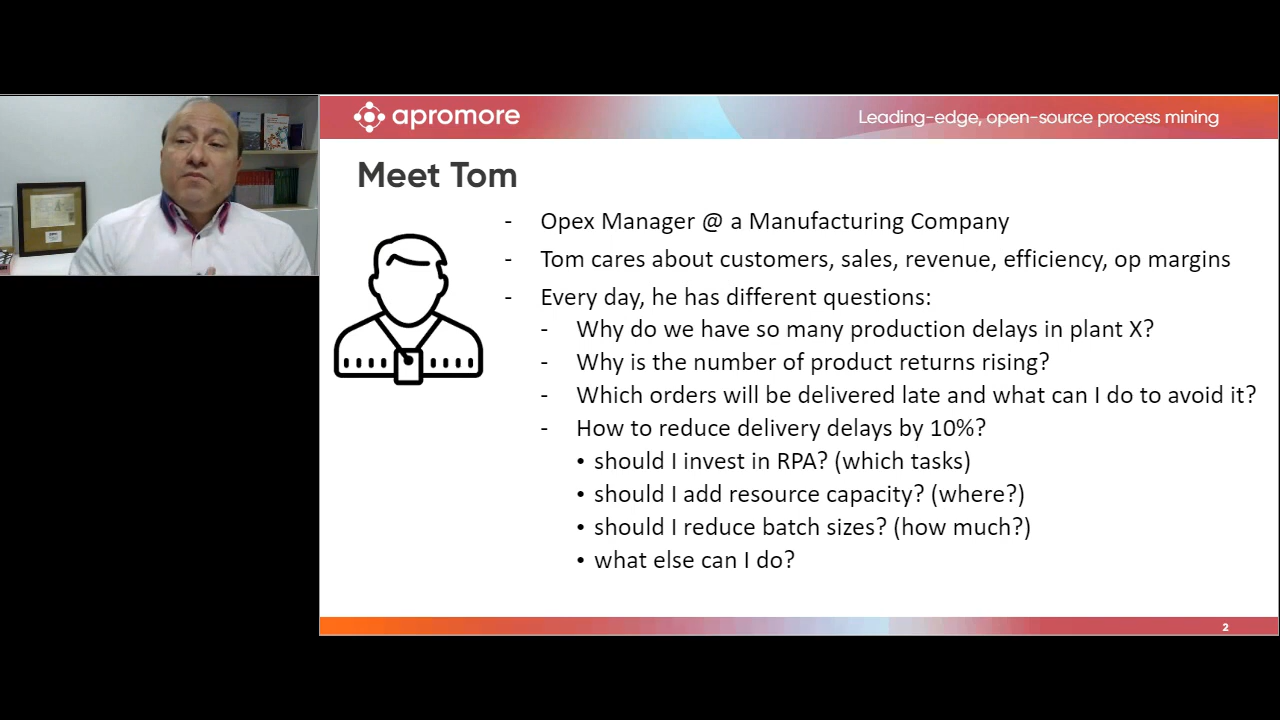 apromore
Leading-edge, open-source process mining
Meet Tom
- Opex Manager @ a Manufacturing Company
- Tom cares about customers, sales, revenue, efficiency, op margins
- Every day, he has different questions:
- Why do we have so many production delays in plant X?
- Why is the number of product returns rising?
- Which orders will be delivered late and what can I do to avoid it?
- How to reduce delivery delays by 10%?
• should I invest in RPA? (which tasks)
• should I add resource capacity? (where?)
• should I reduce batch sizes? (how much?)
• what else can I do?
2